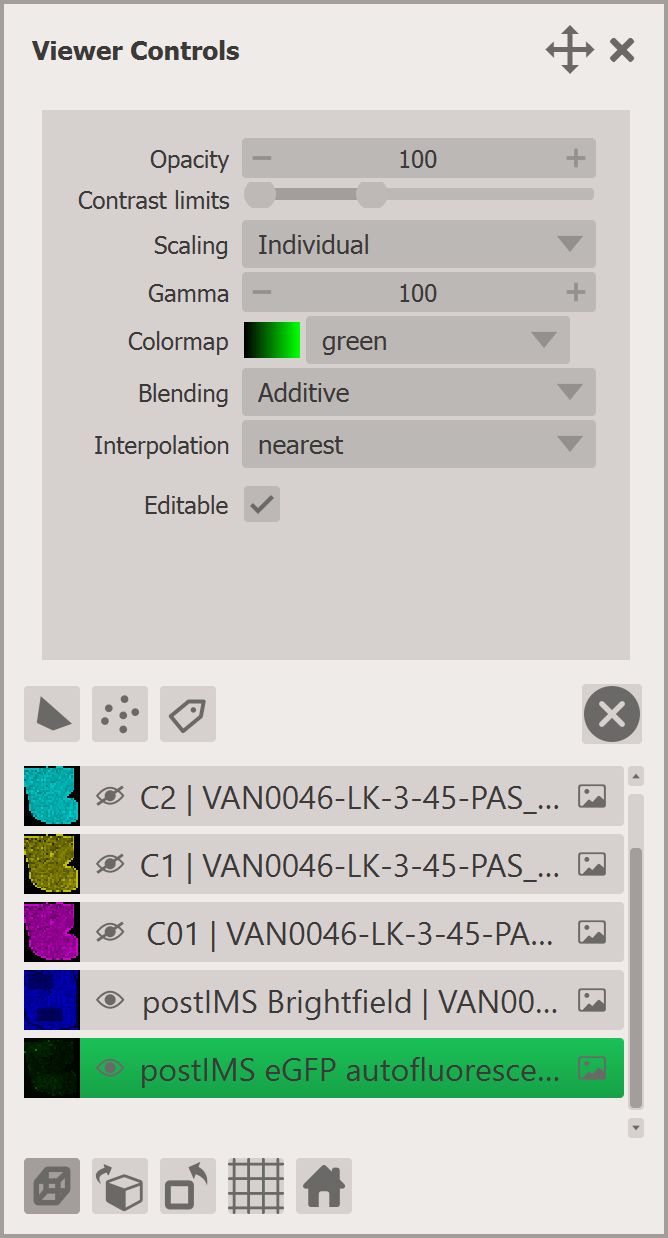 Viewer Controls
Opacity 100
Contrast limits
Scaling Individual
Gamma 100
Colormap green
Blending Additive
Interpolation nearest
Editable
C2 | VAN0046-LK-3-45-PAS_...
C1 | VAN0046-LK-3-45-PAS_...
C01 | VAN0046-LK-3-45-PA...
postIMS Brightfield | VAN00...
postIMS eGFP autofluoresce...